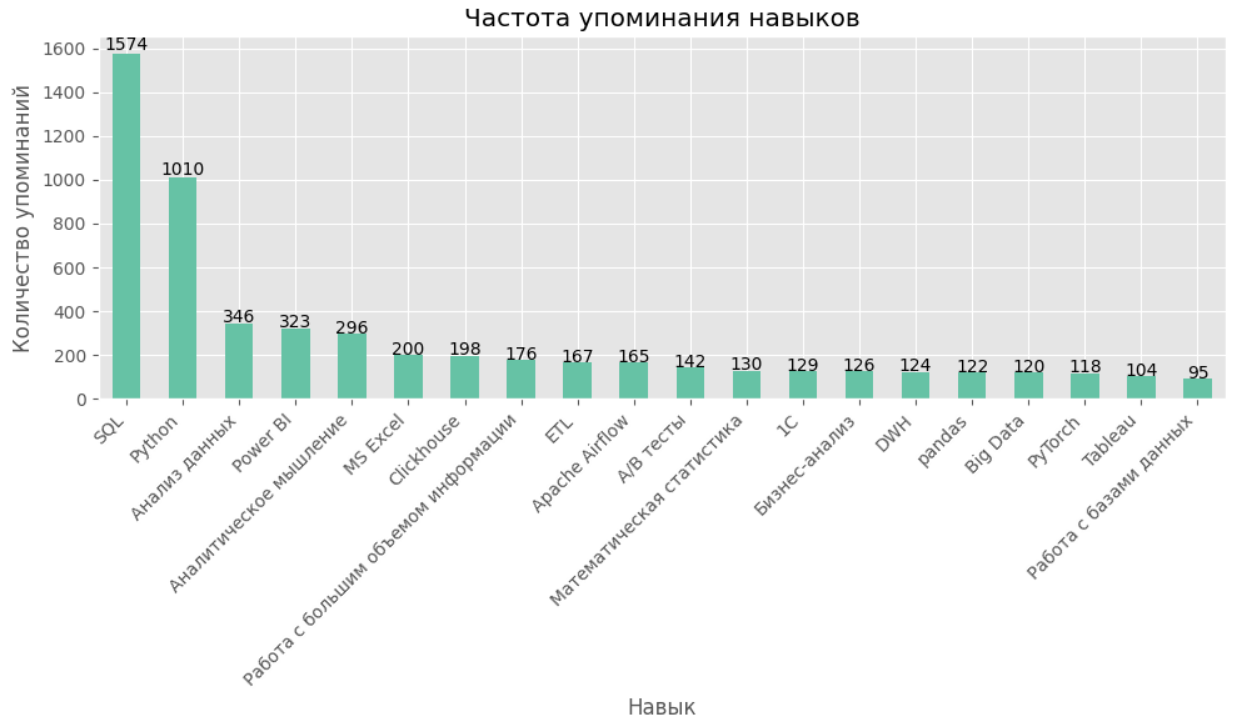 Частота упоминания навыков
Количество упоминаний
1600
1400
1200
1000
800
600
400
200
0
1574
1010
346
323
296
200
198
176
167
165
142
130
129
126
124
122
120
118
104
95
SQL
Python
Анализ данных
Power BI
Аналитическое мышление
MS Excel
Clickhouse
Работа с большим объемом информации
ETL
Apache Airflow
A/B тесты
Математическая статистика
1С
Бизнес-анализ
DWH
pandas
Big Data
PyTorch
Tableau
Работа с базами данных
Навык